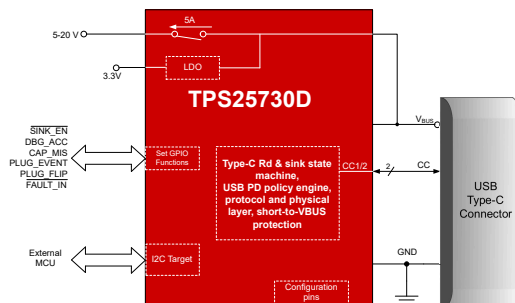 5A
5-20 V
LDO
3.3V
TPS25730D
VBUS
SINK_EN
DBG_ACC
CAP_MIS
PLUG_EVENT
PLUG_FLIP
FAULT_IN
Set GPIO
Functions
Type-C Rd & sink state
machine,
USB PD policy engine,
protocol and physical
layer, short-to-VBUS
protection
CC1/2
2
CC
USB
Type-C
Connector
External
MCU
I2C Target
GND
Configuration
pins